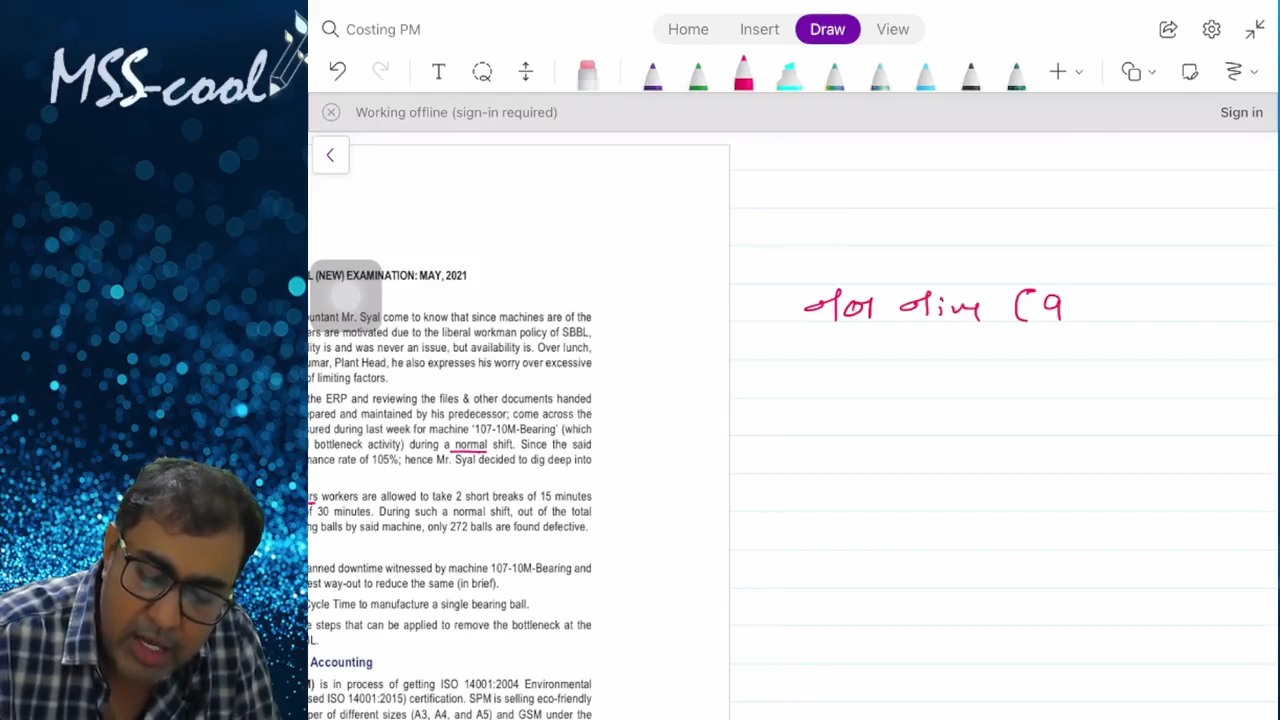 MSS-cool
Costing PM
Home Insert Draw View
Working offline (sign-in required)
Sign in
L (NEW) EXAMINATION: MAY, 2021
untant Mr. Syal come to know that since machines are of the
ers are motivated due to the liberal workman policy of SBBL,
lity is and was never an issue, but availability is. Over lunch,
umar, Plant Head, he also expresses his worry over excessive
of limiting factors.
the ERP and reviewing the files & other documents handed
epared and maintained by his predecessor; come across the
sured during last week for machine '107-10M-Bearing' (which
l bottleneck activity) during a normal shift. Since the said
mance rate of 105%; hence Mr. Syal decided to dig deep into
rs workers are allowed to take 2 short breaks of 15 minutes
of 30 minutes. During such a normal shift, out of the total
ng balls by said machine, only 272 balls are found defective.
anned downtime witnessed by machine 107-10M-Bearing and
est way-out to reduce the same (in brief).
Cycle Time to manufacture a single bearing ball.
e steps that can be applied to remove the bottleneck at the
BL.
Accounting
M) is in process of getting ISO 14001:2004 Environmental
sed ISO 14001:2015) certification. SPM is selling eco-friendly
per of different sizes (A3, A4, and A5) and GSM under the